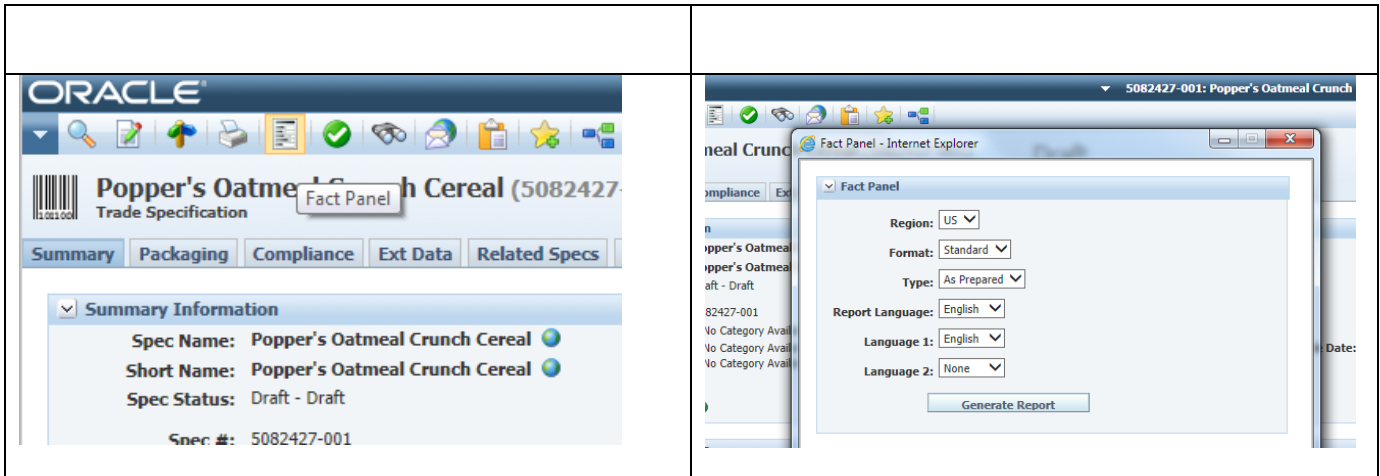 ORACLE
Popper's Oatmeal Crunch Cereal (5082427-
Trade Specification
Fact Panel
Summary Packaging Compliance Ext Data Related Specs
Summary Information
Spec Name: Popper's Oatmeal Crunch Cereal
Short Name: Popper's Oatmeal Crunch Cereal
Spec Status: Draft - Draft
Spec #: 5082427-001
5082427-001: Popper's Oatmeal Crunch
neal Crunc
Draft
Fact Panel - Internet Explorer
ompliance Ex
Fact Panel
n
opper's Oatmea
opper's Oatmea
aft - Draft
82427-001
No Category Avail
No Category Avail
No Category Avail
Date:
Region: US
Format: Standard
Type: As Prepared
Report Language: English
Language 1: English
Language 2: None
Generate Report